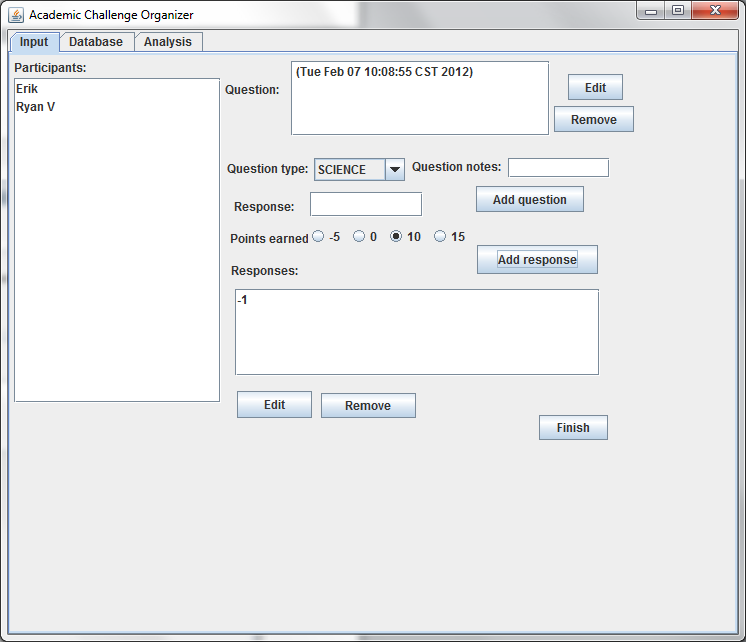 Academic Challenge Organizer
Input Database Analysis
Participants:
Erik
Ryan V
Question:
(Tue Feb 07 10:08:55 CST 2012)
Edit
Remove
Question type: SCIENCE Question notes:
Response: Add question
Points earned -5 0 10 15
Add response
Responses:
-1
Edit Remove
Finish